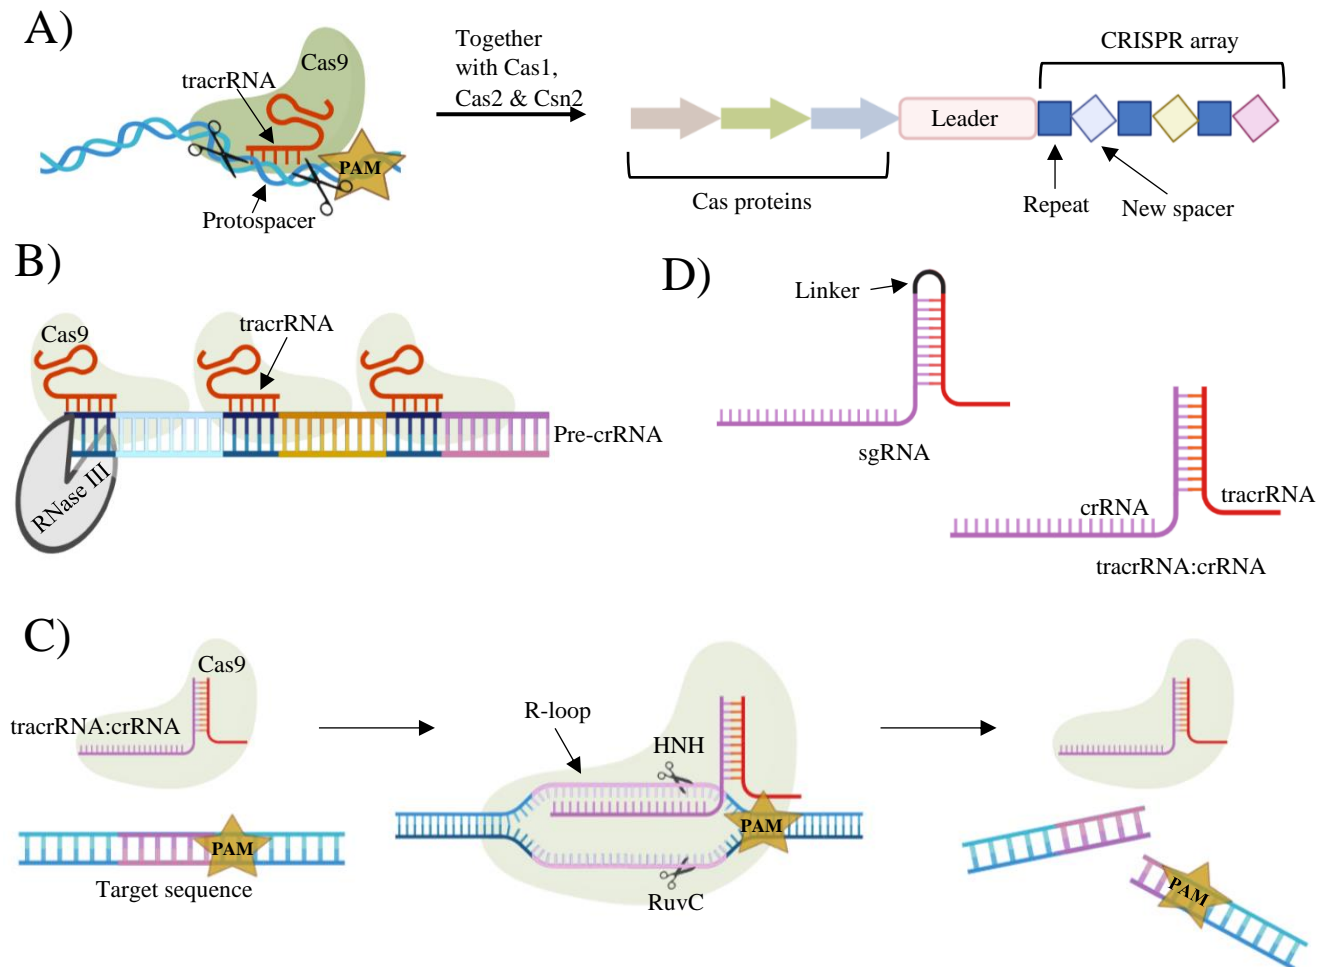 A)
Cas9
tracrRNA
PAM
Protospacer
Together
with Cas1,
Cas2 & Csn2
CRISPR array
Leader
Cas proteins
Repeat
New spacer
B)
Cas9
tracrRNA
Pre-crRNA
RNase III
D)
Linker
sgRNA
crRNA
tracrRNA
tracrRNA:crRNA
C)
Cas9
tracrRNA:crRNA
PAM
Target sequence
R-loop
HNH
PAM
RuvC
PAM